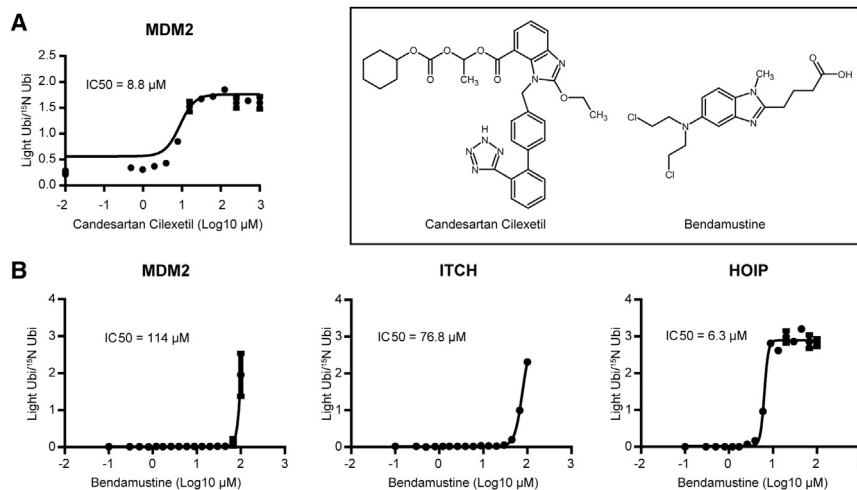 A
MDM2
IC50 = 8.8 µM
Light Ubi/¹⁵N Ubi
2.5
2.0
1.5
1.0
0.5
0.0
-2 -1 0 1 2 3
Candesartan Cilexetil (Log10 µM)
O O O O
O
CH₃
O
N
N
O
CH₃
H
N
N N
N
Candesartan Cilexetil
Cl
N
Cl
CH₃
N
N
O
OH
Bendamustine
B
MDM2
IC50 = 114 µM
Light Ubi/¹⁵N Ubi
4
3
2
1
0
-2 -1 0 1 2 3
Bendamustine (Log10 µM)
ITCH
IC50 = 76.8 µM
Light Ubi/¹⁵N Ubi
4
3
2
1
0
-2 -1 0 1 2 3
Bendamustine (Log10 µM)
HOIP
IC50 = 6.3 µM
Light Ubi/¹⁵N Ubi
4
3
2
1
0
-2 -1 0 1 2 3
Bendamustine (Log10 µM)